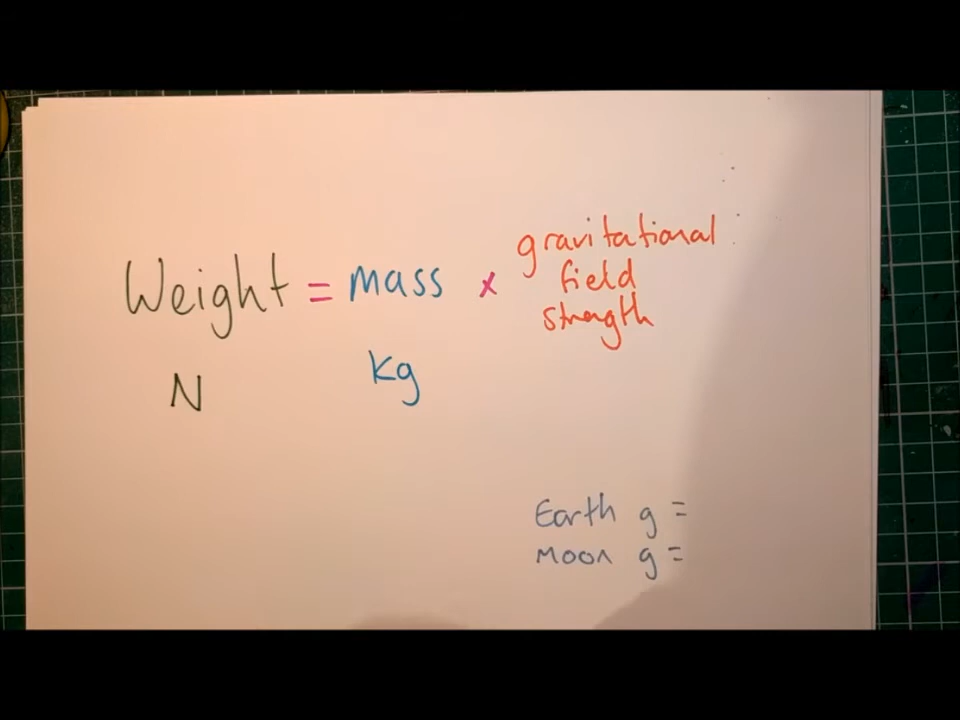 Weight = mass × gravitational
field
strength
N kg
Earth g =
Moon g =